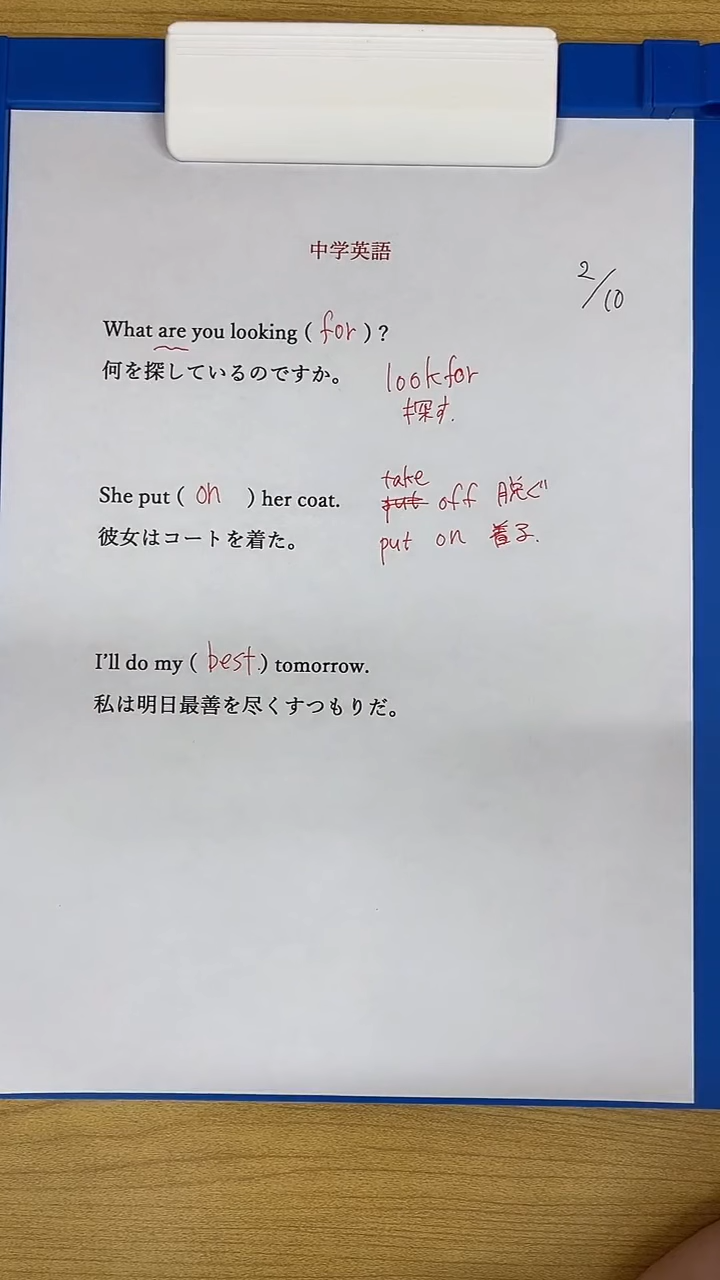 中学英語
2/10
What are you looking ( for ) ?
何を探しているのですか。
look for
探す.
She put ( on ) her coat.
彼女はコートを着た。
take
put off 脱ぐ
put on 着る.
I'll do my ( best. ) tomorrow.
私は明日最善を尽くすつもりだ。